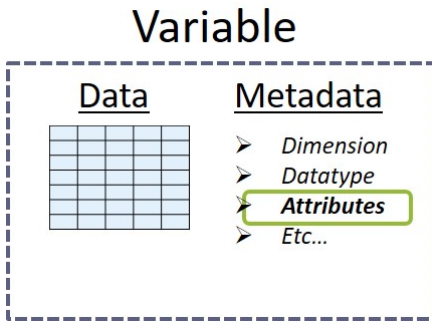 Variable
Data
Metadata
➢ Dimension
➢ Datatype
➢ Attributes
➢ Etc...